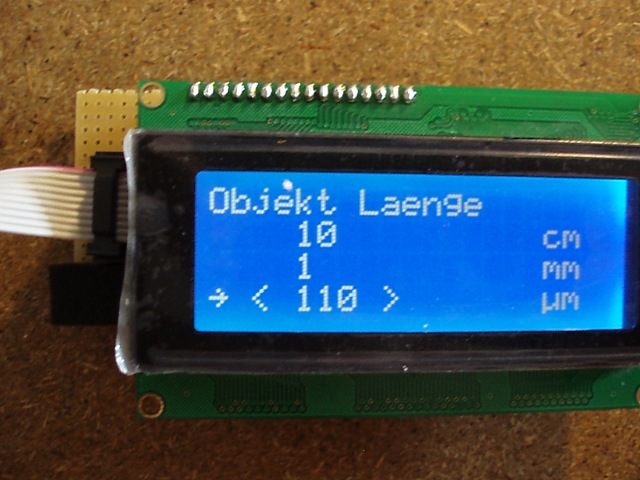 Objekt Laenge
10 cm
1 mm
→ < 110 > µm